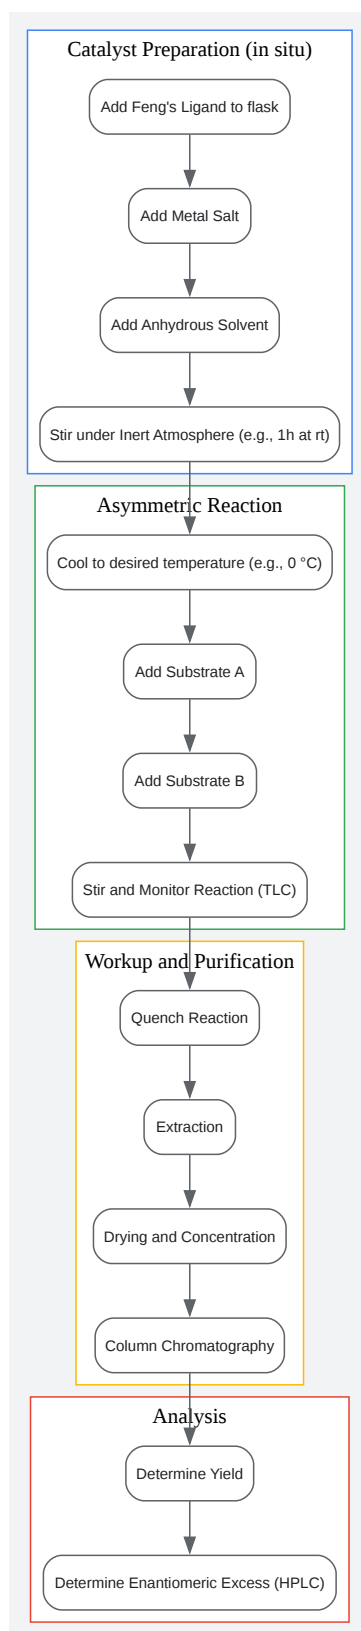 Catalyst Preparation (in situ)
Add Feng's Ligand to flask
Add Metal Salt
Add Anhydrous Solvent
Stir under Inert Atmosphere (e.g., 1h at rt)
Asymmetric Reaction
Cool to desired temperature (e.g., 0 °C)
Add Substrate A
Add Substrate B
Stir and Monitor Reaction (TLC)
Workup and Purification
Quench Reaction
Extraction
Drying and Concentration
Column Chromatography
Analysis
Determine Yield
Determine Enantiomeric Excess (HPLC)